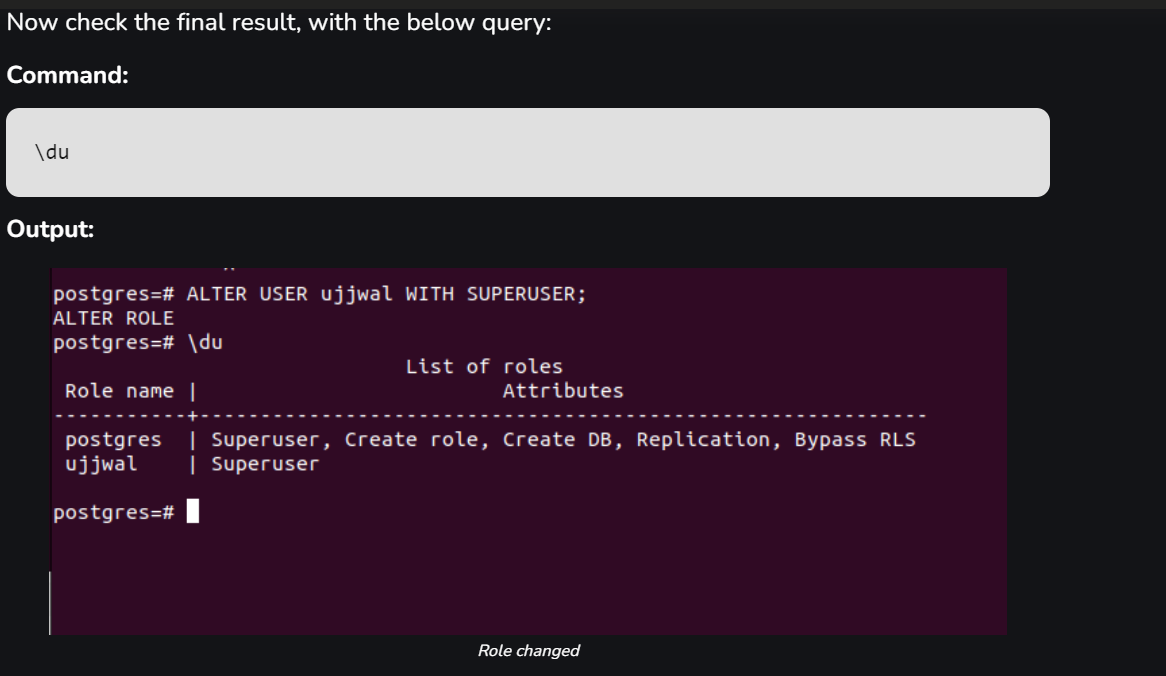 Now check the final result, with the below query:
Command:
\du
Output:
postgres=# ALTER USER ujjwal WITH SUPERUSER;
ALTER ROLE
postgres=# \du
                             List of roles
 Role name |                         Attributes
-----------+------------------------------------------------------------
 postgres  | Superuser, Create role, Create DB, Replication, Bypass RLS
 ujjwal    | Superuser
postgres=#
Role changed